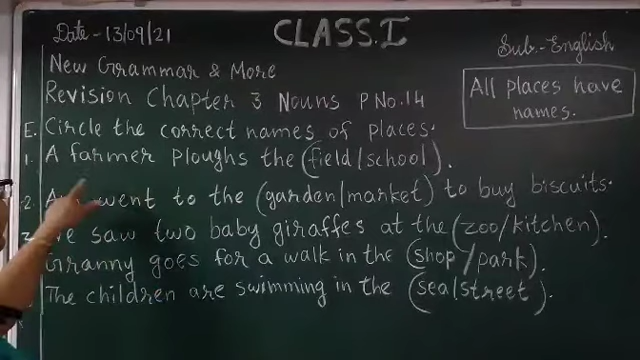 Date - 13/09/21
CLASS. I
Sub. - English
New Grammar & More
Revision Chapter 3 Nouns P No. 14
All places have
names.
E. Circle the correct names of places.
1. A farmer ploughs the (field/school).
2. went to the (garden/market) to buy biscuits.
saw two baby giraffes at the (zoo/kitchen).
Granny goes for a walk in the (shop/park).
The children are swimming in the (sea/street).